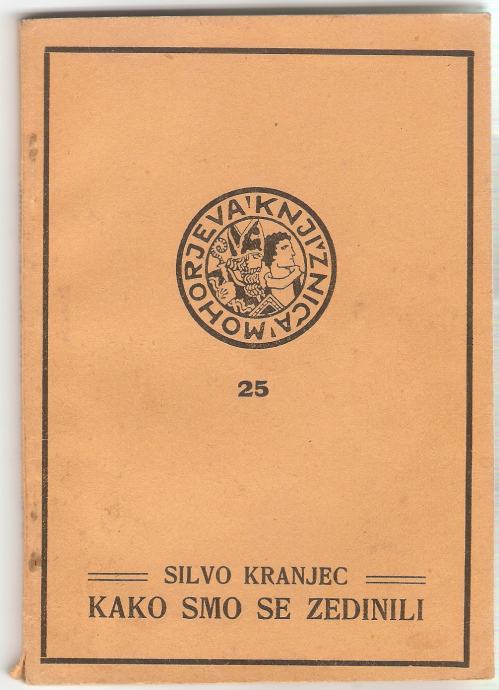 MOHORJEVA KNJIŽNICA
25
SILVO KRANJEC
KAKO SMO SE ZEDINILI